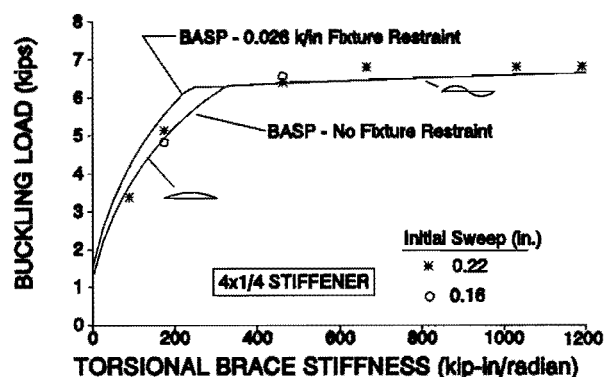 8
7
6
5
4
3
2
1
0
BUCKLING LOAD (kips)
BASP - 0.026 k/in Fixture Restraint
BASP - No Fixture Restraint
Initial Sweep (in.)
* 0.22
o 0.16
4x1/4 STIFFENER
0 200 400 600 800 1000 1200
TORSIONAL BRACE STIFFNESS (kip-in/radian)